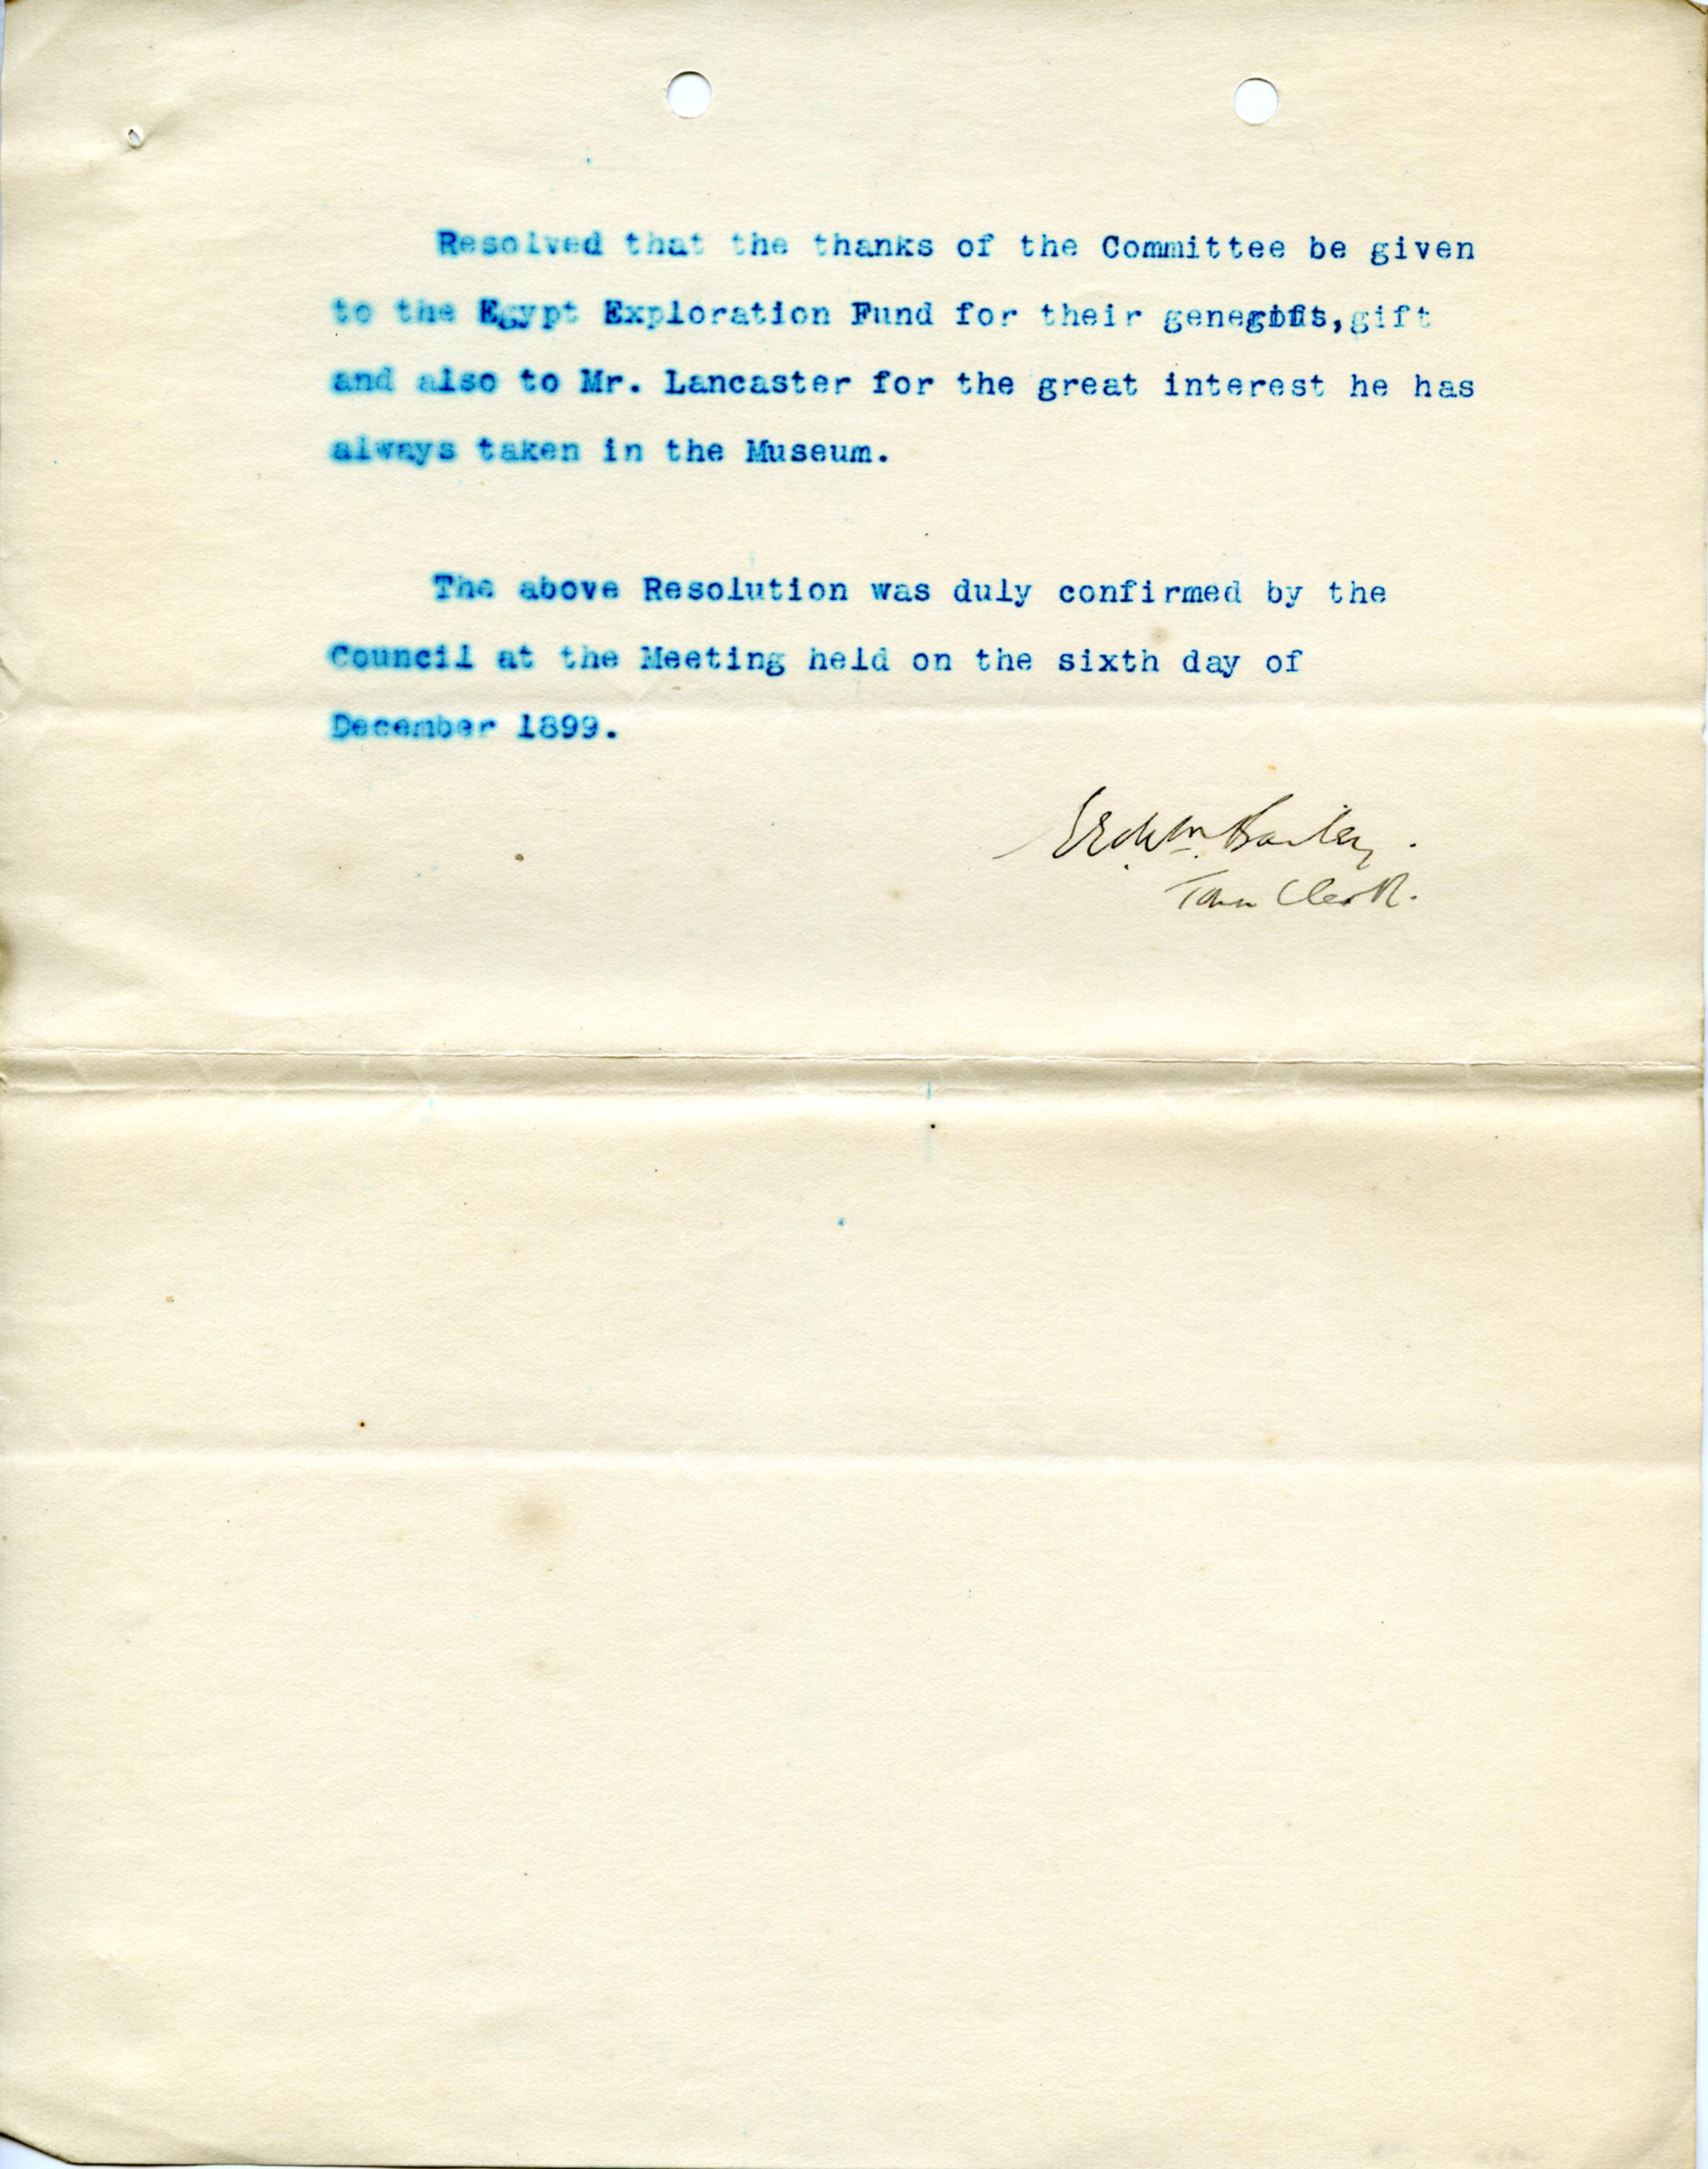 Resolved that the thanks of the Committee be given
to the Egypt Exploration Fund for their generous, gift
and also to Mr. Lancaster for the great interest he has
always taken in the Museum.
The above Resolution was duly confirmed by the
Council at the Meeting held on the sixth day of
December 1899.
Bailey.
Town Clerk.